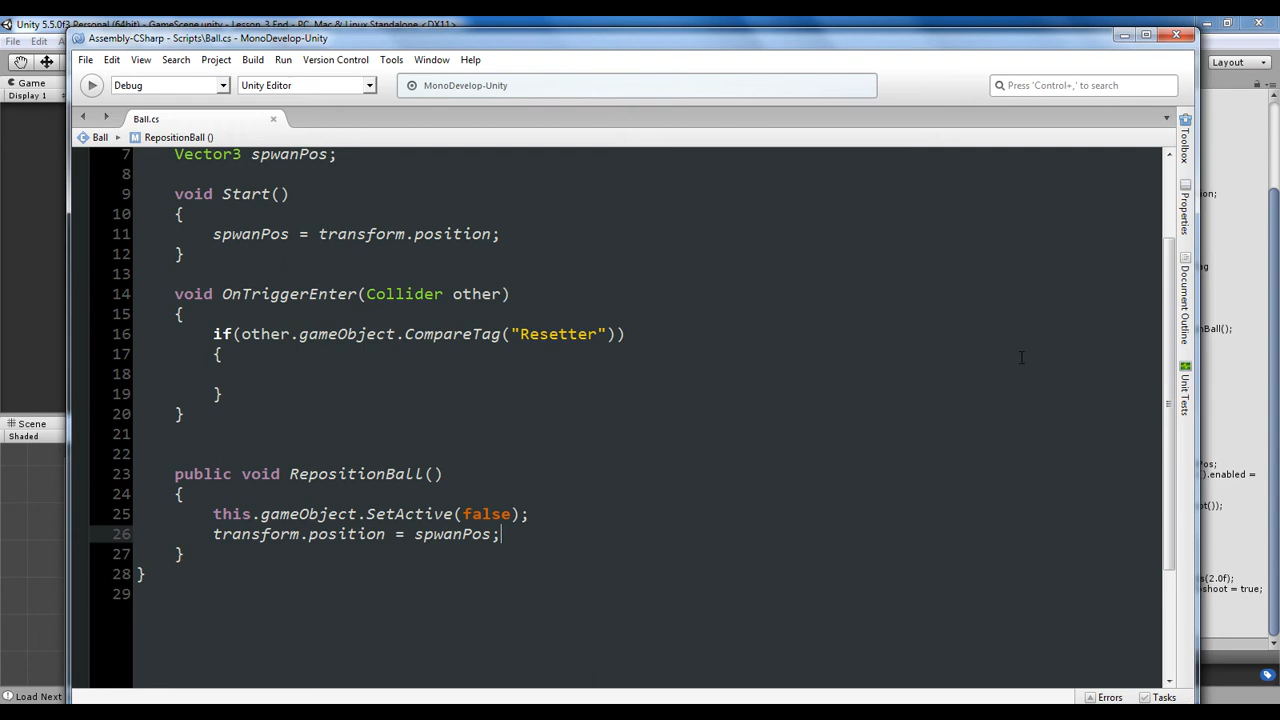 Unity 5.5.0f3 Personal (64bit) - GameScene.unity - Lesson_3 End - PC, Mac & Linux Standalone <DX11>
File Edit
Assembly-CSharp - Scripts\Ball.cs - MonoDevelop-Unity
File Edit View Search Project Build Run Version Control Tools Window Help
Layout
Game
Display 1
Debug
Unity Editor
MonoDevelop-Unity
Press 'Control+,' to search
Ball.cs
Ball
RepositionBall ()
7 Vector3 spwanPos;
8
9 void Start()
10 {
11 spwanPos = transform.position;
12 }
13
14 void OnTriggerEnter(Collider other)
15 {
16 if(other.gameObject.CompareTag("Resetter"))
17 {
18
19 }
20 }
21
22
23 public void RepositionBall()
24 {
25 this.gameObject.SetActive(false);
26 transform.position = spwanPos;
27 }
28 }
29
Toolbox
Properties
Document Outline
Unit Tests
Scene
Shaded
Load Next
Errors
Tasks